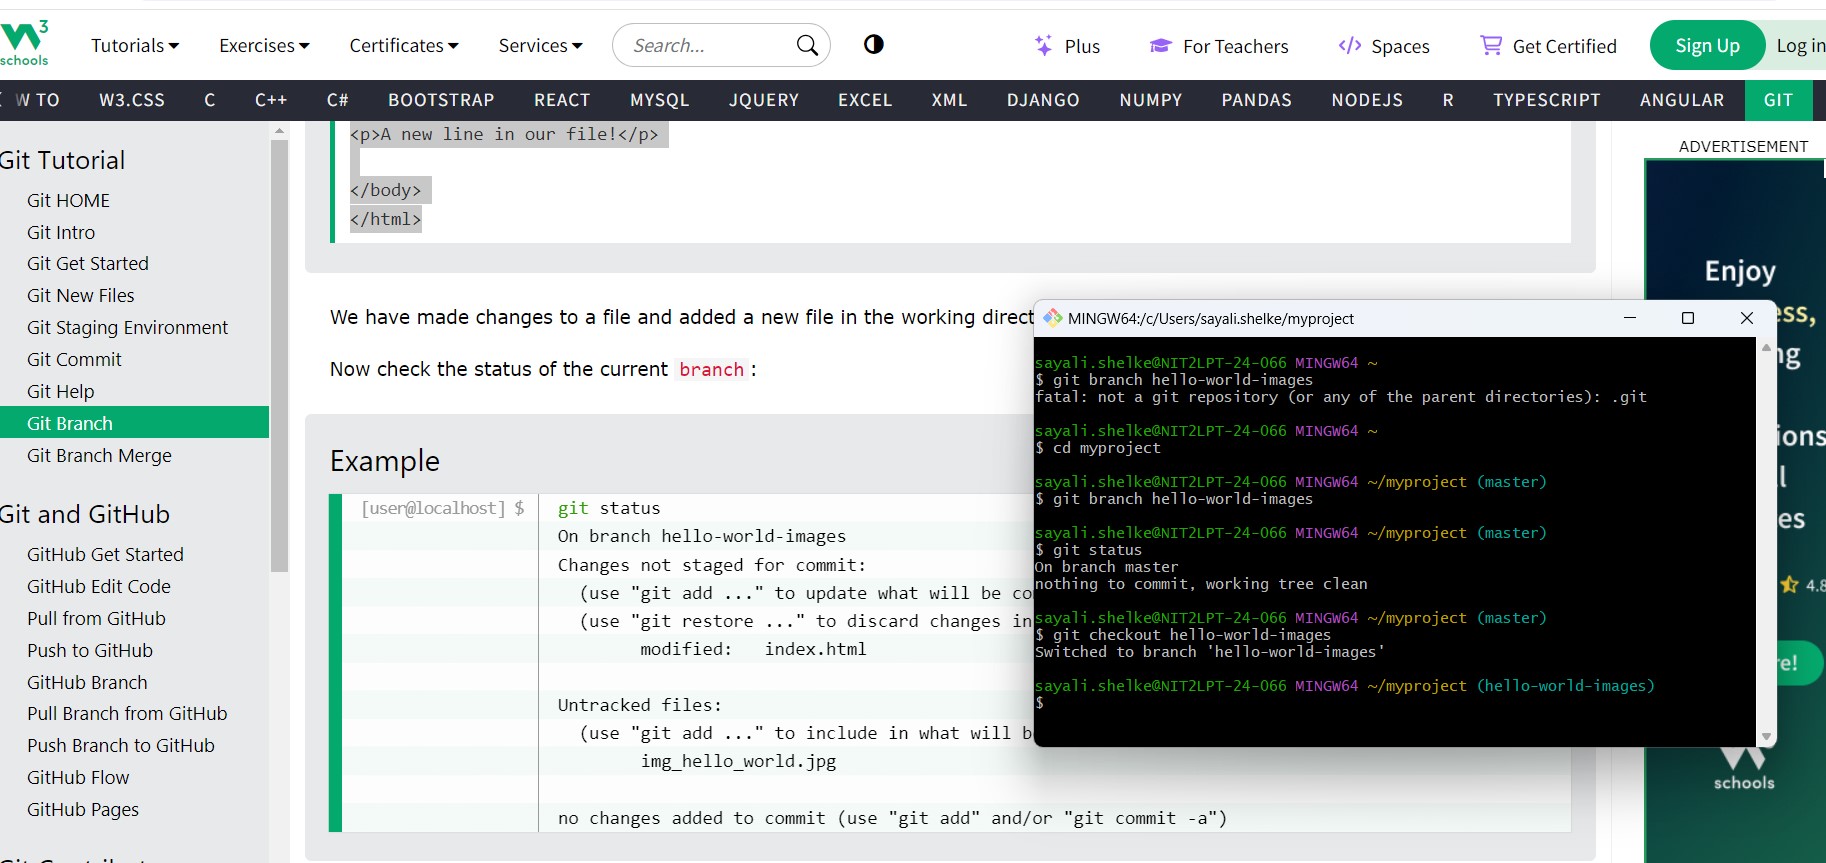 3
schools
Tutorials
Exercises
Certificates
Services
Search...
Plus
For Teachers
Spaces
Get Certified
Sign Up
Log in
W TO
W3.CSS
C
C++
C#
BOOTSTRAP
REACT
MYSQL
JQUERY
EXCEL
XML
DJANGO
NUMPY
PANDAS
NODEJS
R
TYPESCRIPT
ANGULAR
GIT
Git Tutorial
Git HOME
Git Intro
Git Get Started
Git New Files
Git Staging Environment
Git Commit
Git Help
Git Branch
Git Branch Merge
Git and GitHub
GitHub Get Started
GitHub Edit Code
Pull from GitHub
Push to GitHub
GitHub Branch
Pull Branch from GitHub
Push Branch to GitHub
GitHub Flow
GitHub Pages
<p>A new line in our file!</p>
</body>
</html>
We have made changes to a file and added a new file in the working direct
Now check the status of the current branch:
Example
[user@localhost] $ git status
On branch hello-world-images
Changes not staged for commit:
(use "git add ..." to update what will be co
(use "git restore ..." to discard changes in
modified:   index.html
Untracked files:
(use "git add ..." to include in what will b
img_hello_world.jpg
no changes added to commit (use "git add" and/or "git commit -a")
MINGW64:/c/Users/sayali.shelke/myproject
sayali.shelke@NIT2LPT-24-066 MINGW64 ~
$ git branch hello-world-images
fatal: not a git repository (or any of the parent directories): .git
sayali.shelke@NIT2LPT-24-066 MINGW64 ~
$ cd myproject
sayali.shelke@NIT2LPT-24-066 MINGW64 ~/myproject (master)
$ git branch hello-world-images
sayali.shelke@NIT2LPT-24-066 MINGW64 ~/myproject (master)
$ git status
On branch master
nothing to commit, working tree clean
sayali.shelke@NIT2LPT-24-066 MINGW64 ~/myproject (master)
$ git checkout hello-world-images
Switched to branch 'hello-world-images'
sayali.shelke@NIT2LPT-24-066 MINGW64 ~/myproject (hello-world-images)
$
ADVERTISEMENT
Enjoy
ess,
ng
ions
l
es
4.8
re!
schools